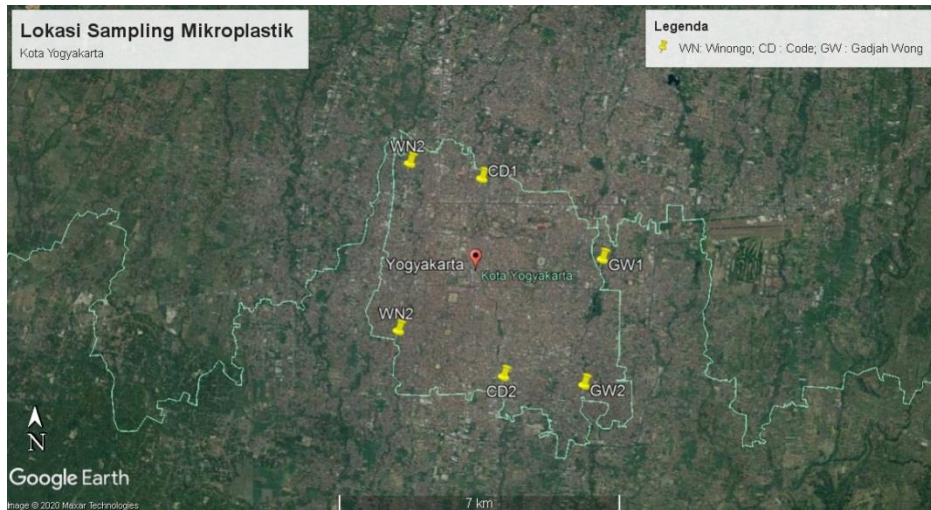 Lokasi Sampling Mikroplastik
Kota Yogyakarta
Legenda
WN: Winongo; CD : Code; GW : Gadjah Wong
WN2
CD1
GW1
Yogyakarta
Kota Yogyakarta
WN2
CD2
GW2
N
Google Earth
Image © 2020 Maxar Technologies
7 km